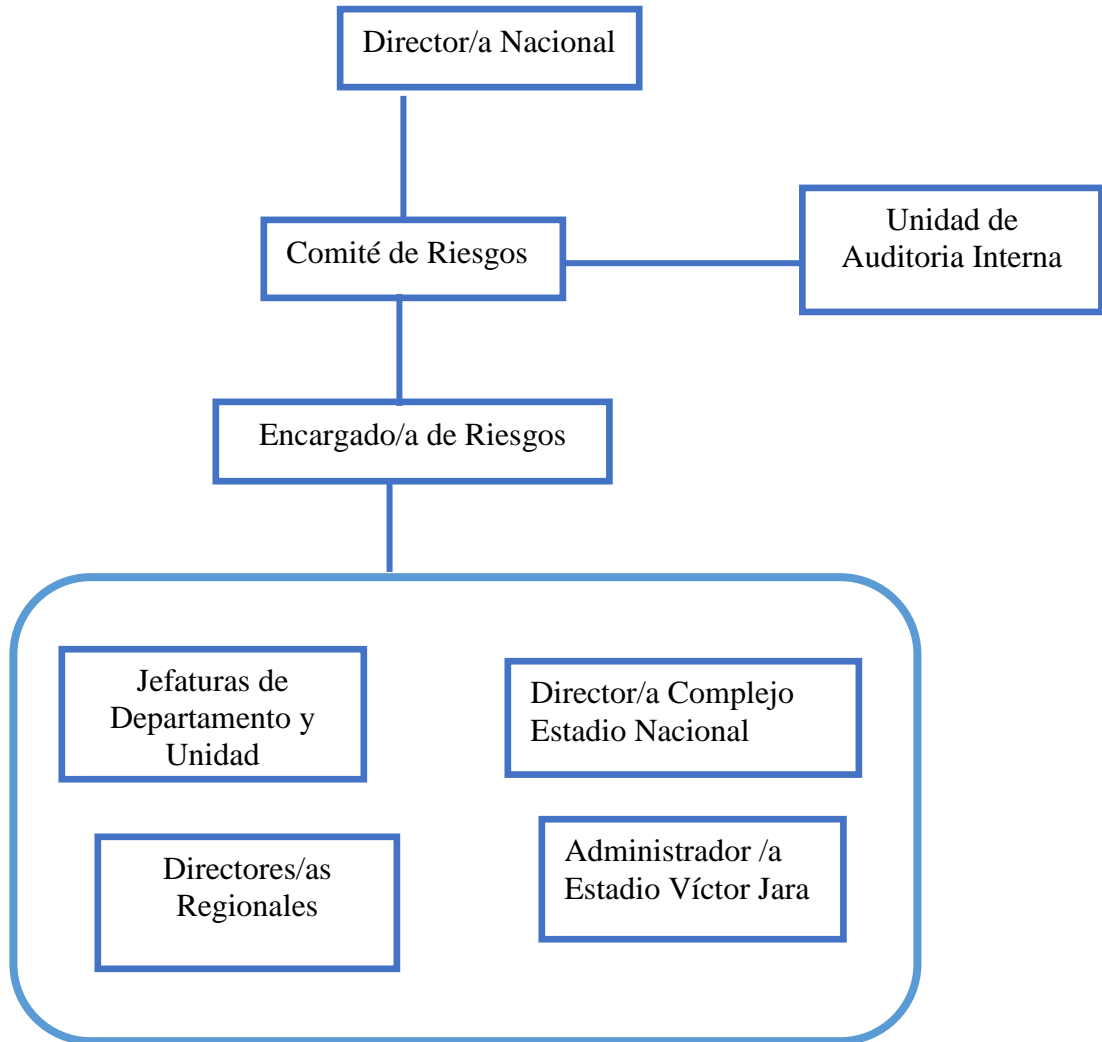 Director/a Nacional
Comité de Riesgos
Unidad de
Auditoria Interna
Encargado/a de Riesgos
Jefaturas de
Departamento y
Unidad
Director/a Complejo
Estadio Nacional
Directores/as
Regionales
Administrador /a
Estadio Víctor Jara